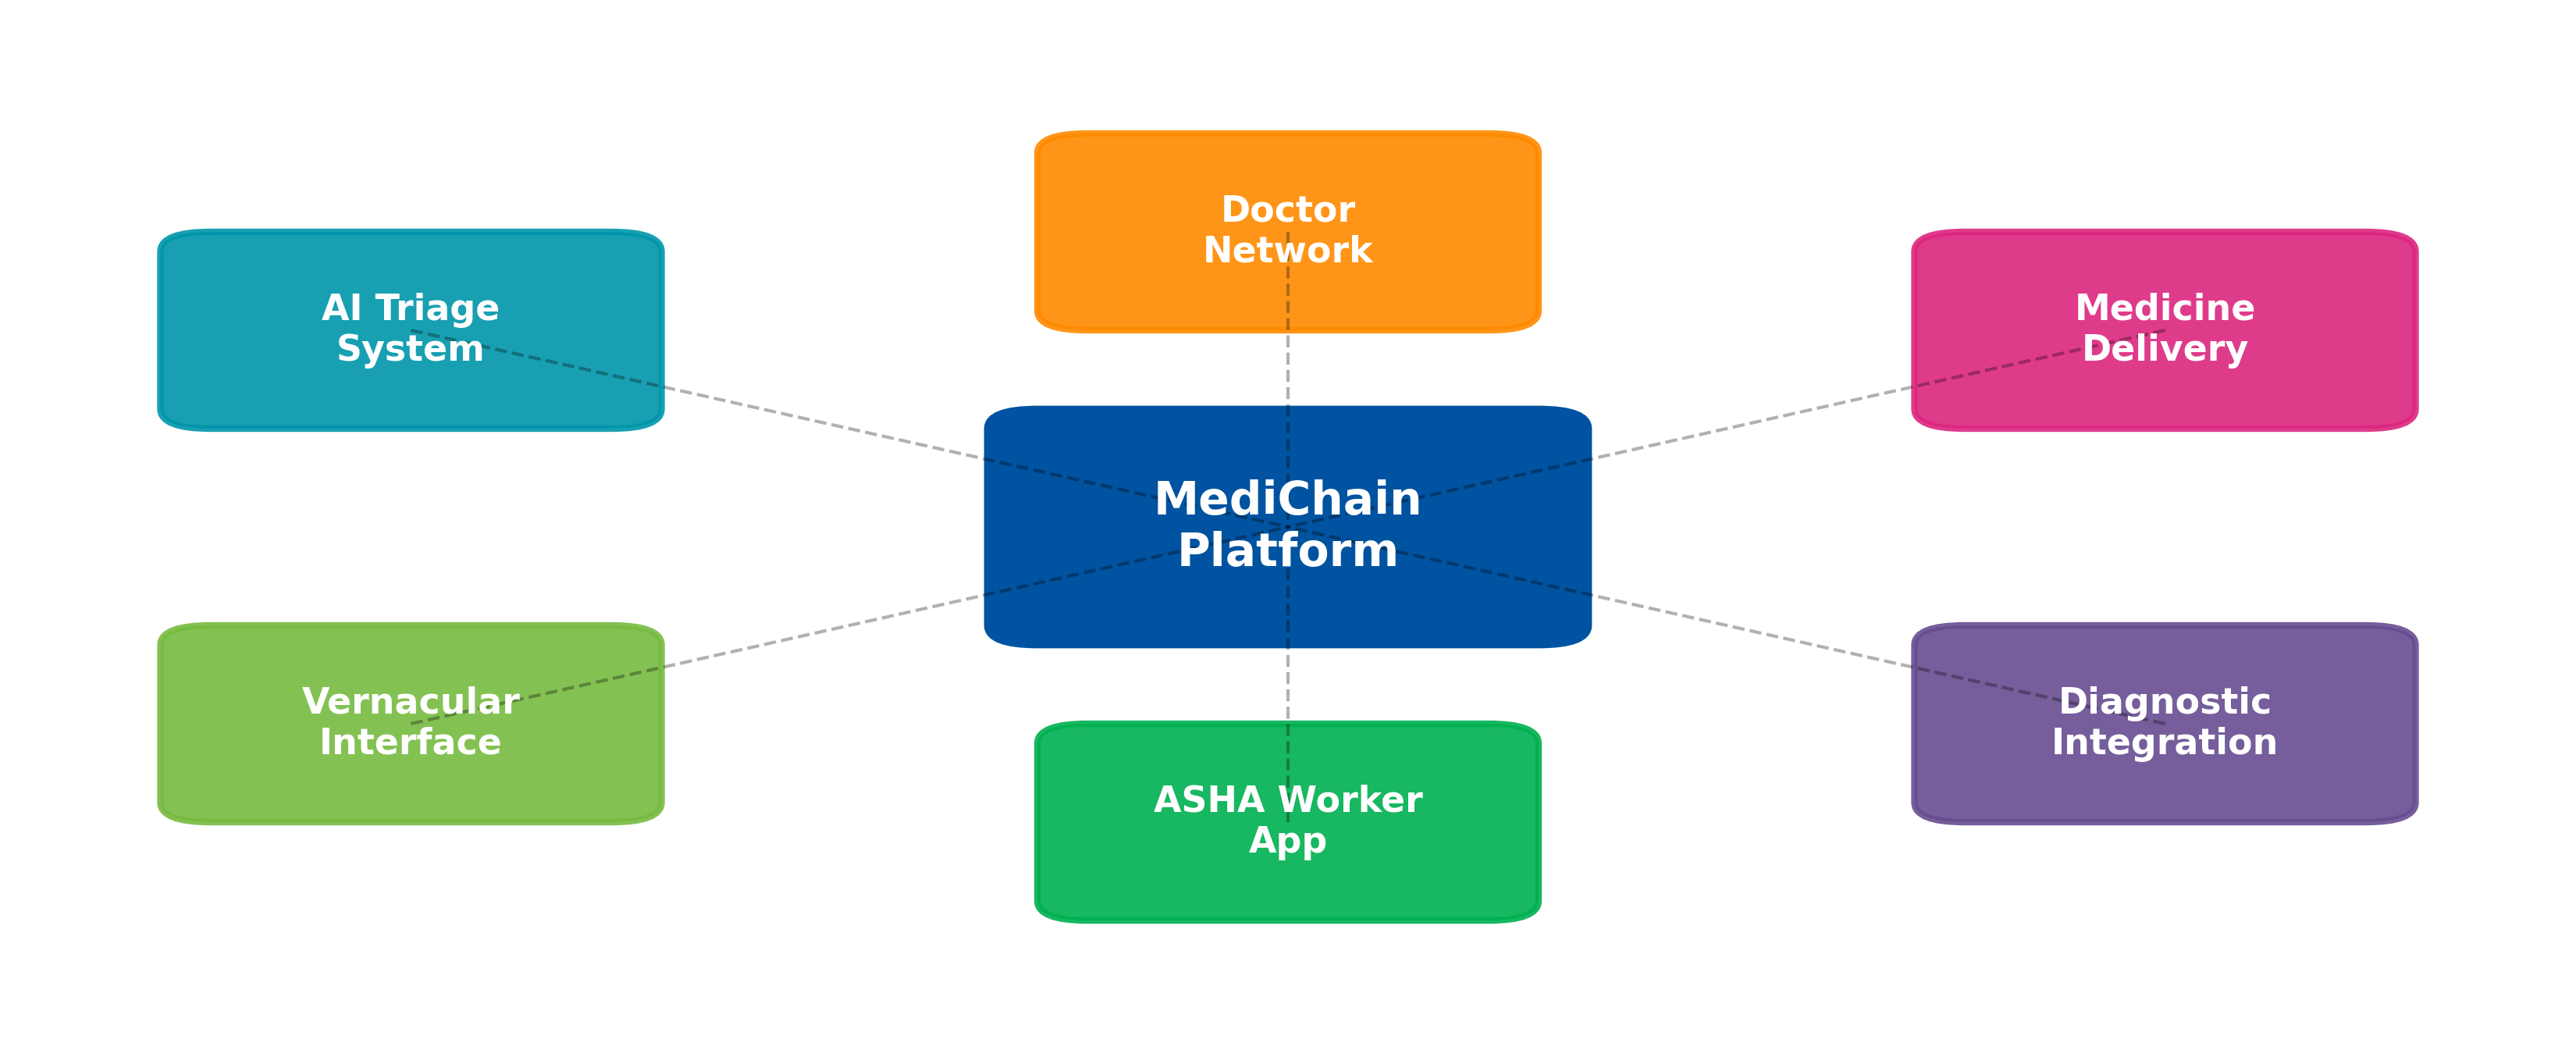 Doctor
Network
AI Triage
System
Medicine
Delivery
MediChain
Platform
Vernacular
Interface
Diagnostic
Integration
ASHA Worker
App